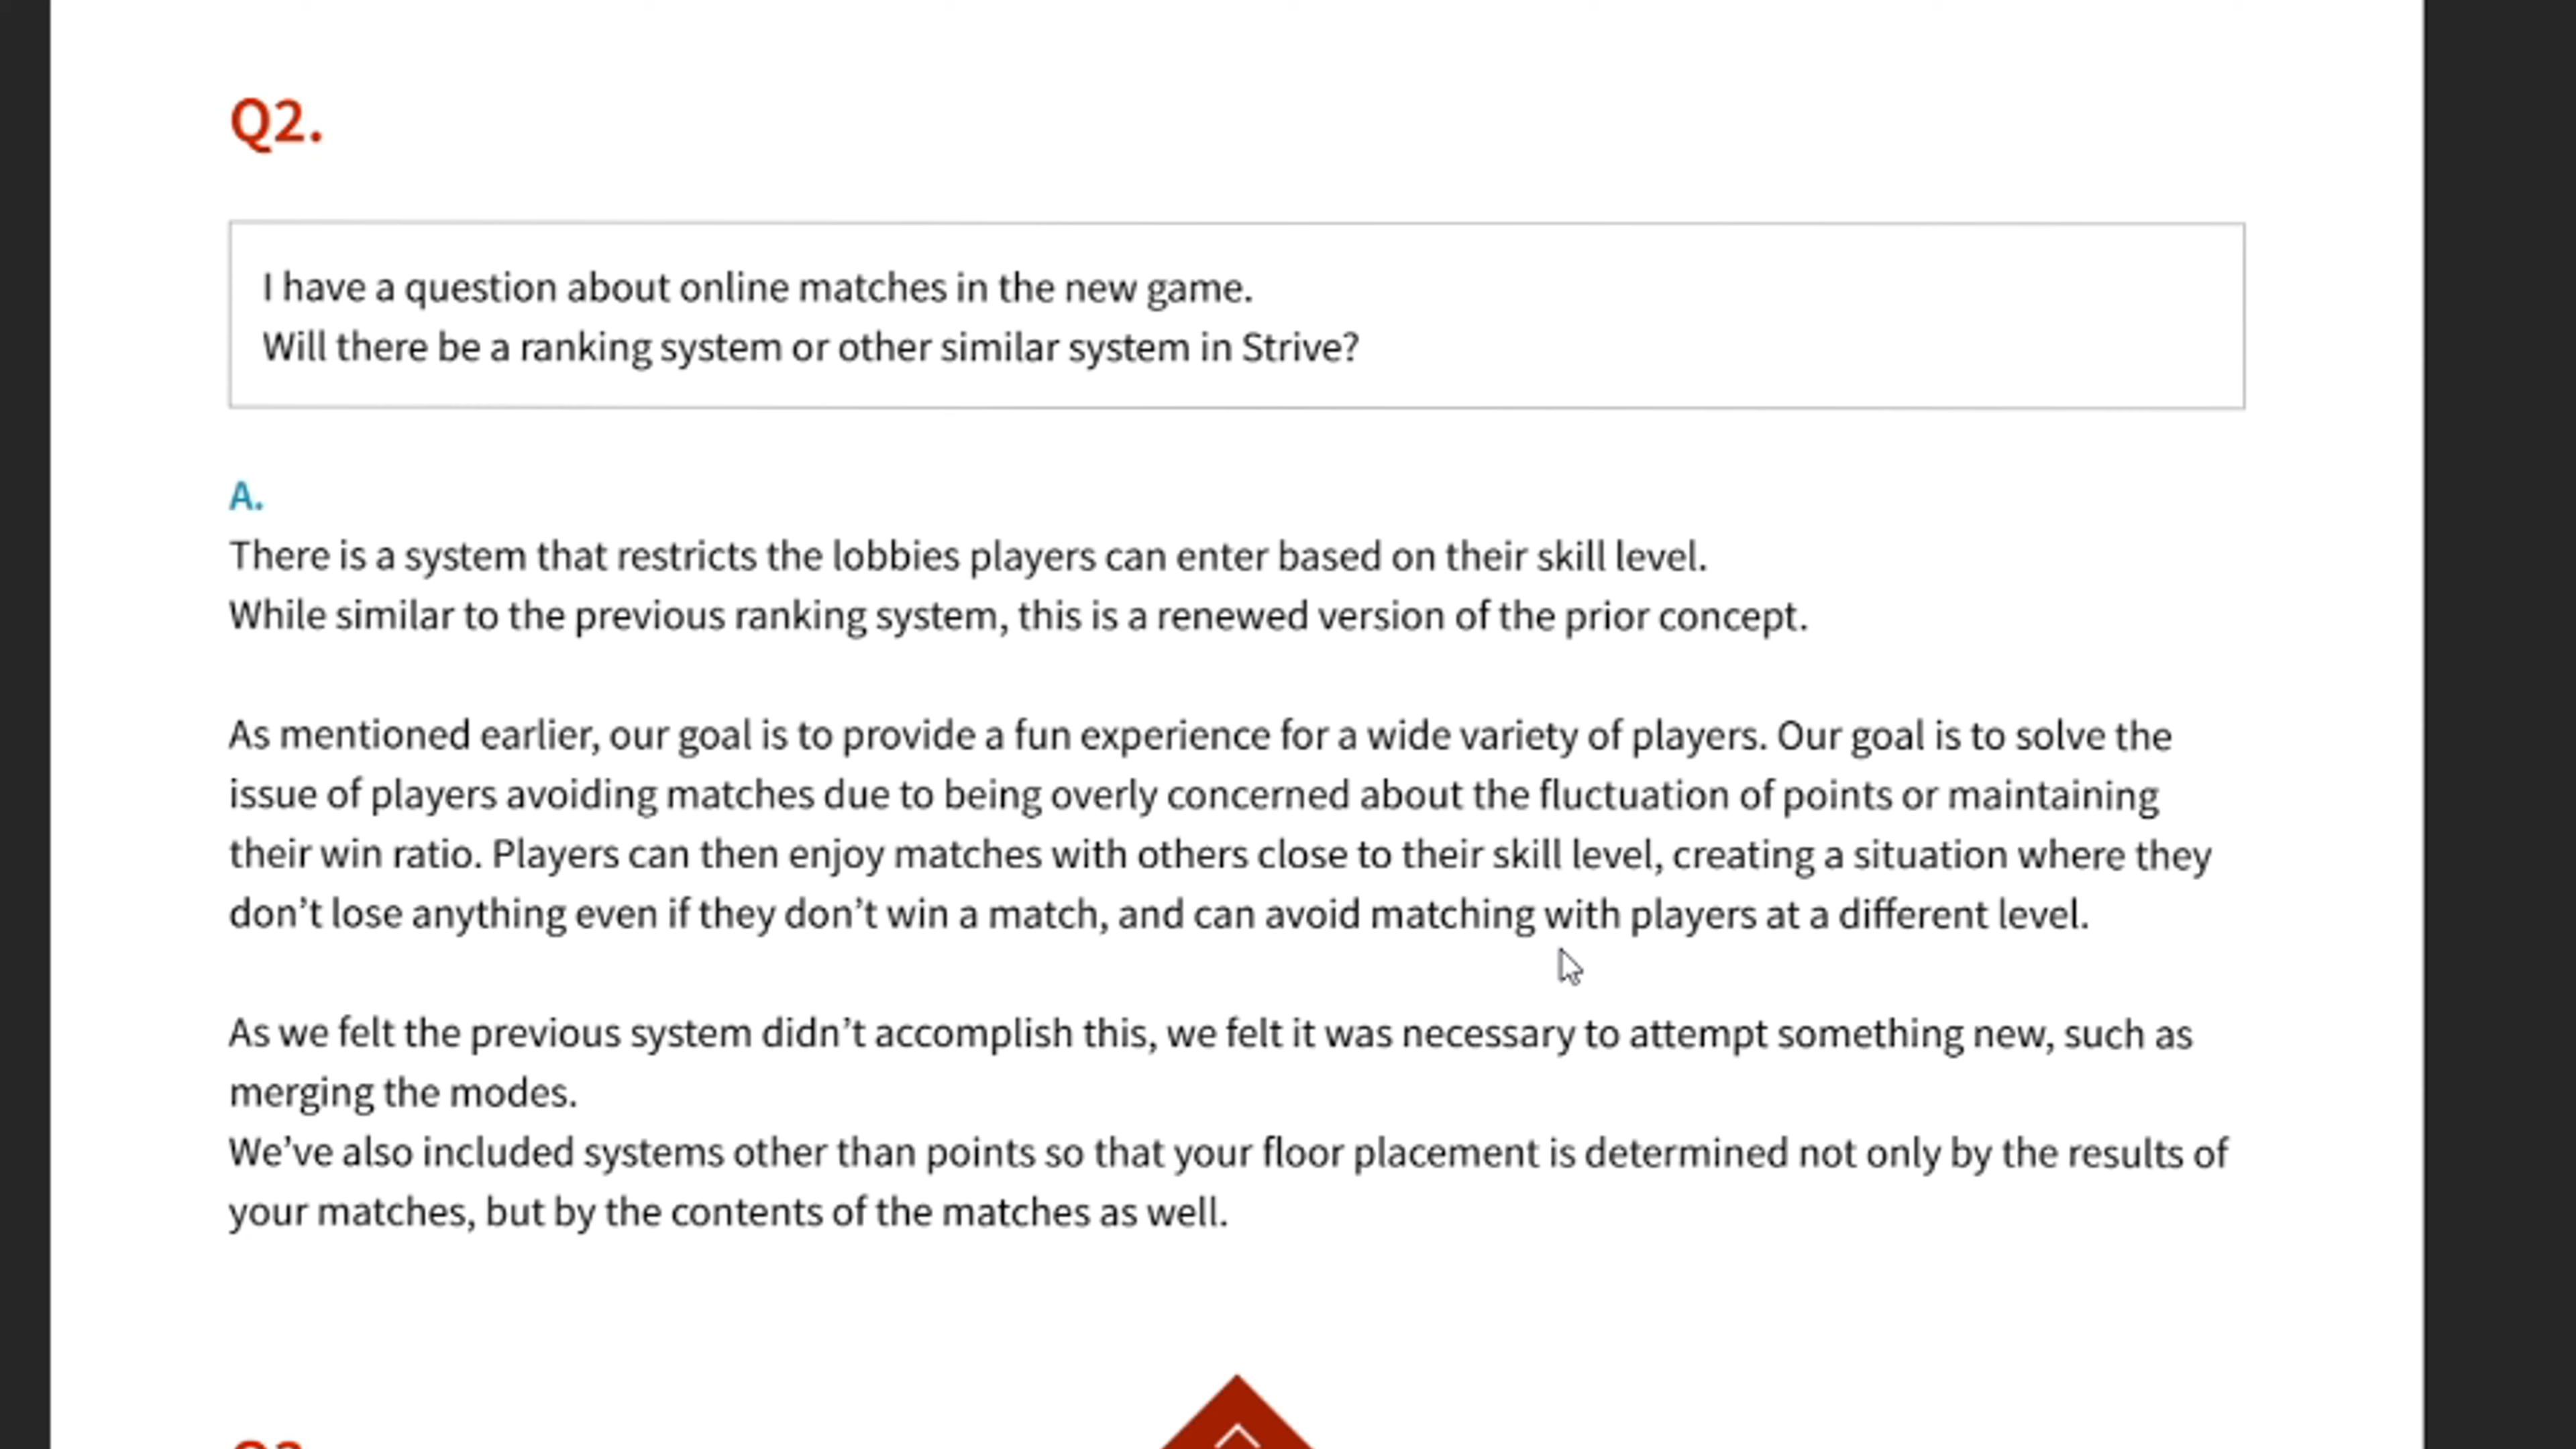 Q2.
I have a question about online matches in the new game.
Will there be a ranking system or other similar system in Strive?
A.
There is a system that restricts the lobbies players can enter based on their skill level.
While similar to the previous ranking system, this is a renewed version of the prior concept.
As mentioned earlier, our goal is to provide a fun experience for a wide variety of players. Our goal is to solve the
issue of players avoiding matches due to being overly concerned about the fluctuation of points or maintaining
their win ratio. Players can then enjoy matches with others close to their skill level, creating a situation where they
don’t lose anything even if they don’t win a match, and can avoid matching with players at a different level.
As we felt the previous system didn’t accomplish this, we felt it was necessary to attempt something new, such as
merging the modes.
We’ve also included systems other than points so that your floor placement is determined not only by the results of
your matches, but by the contents of the matches as well.